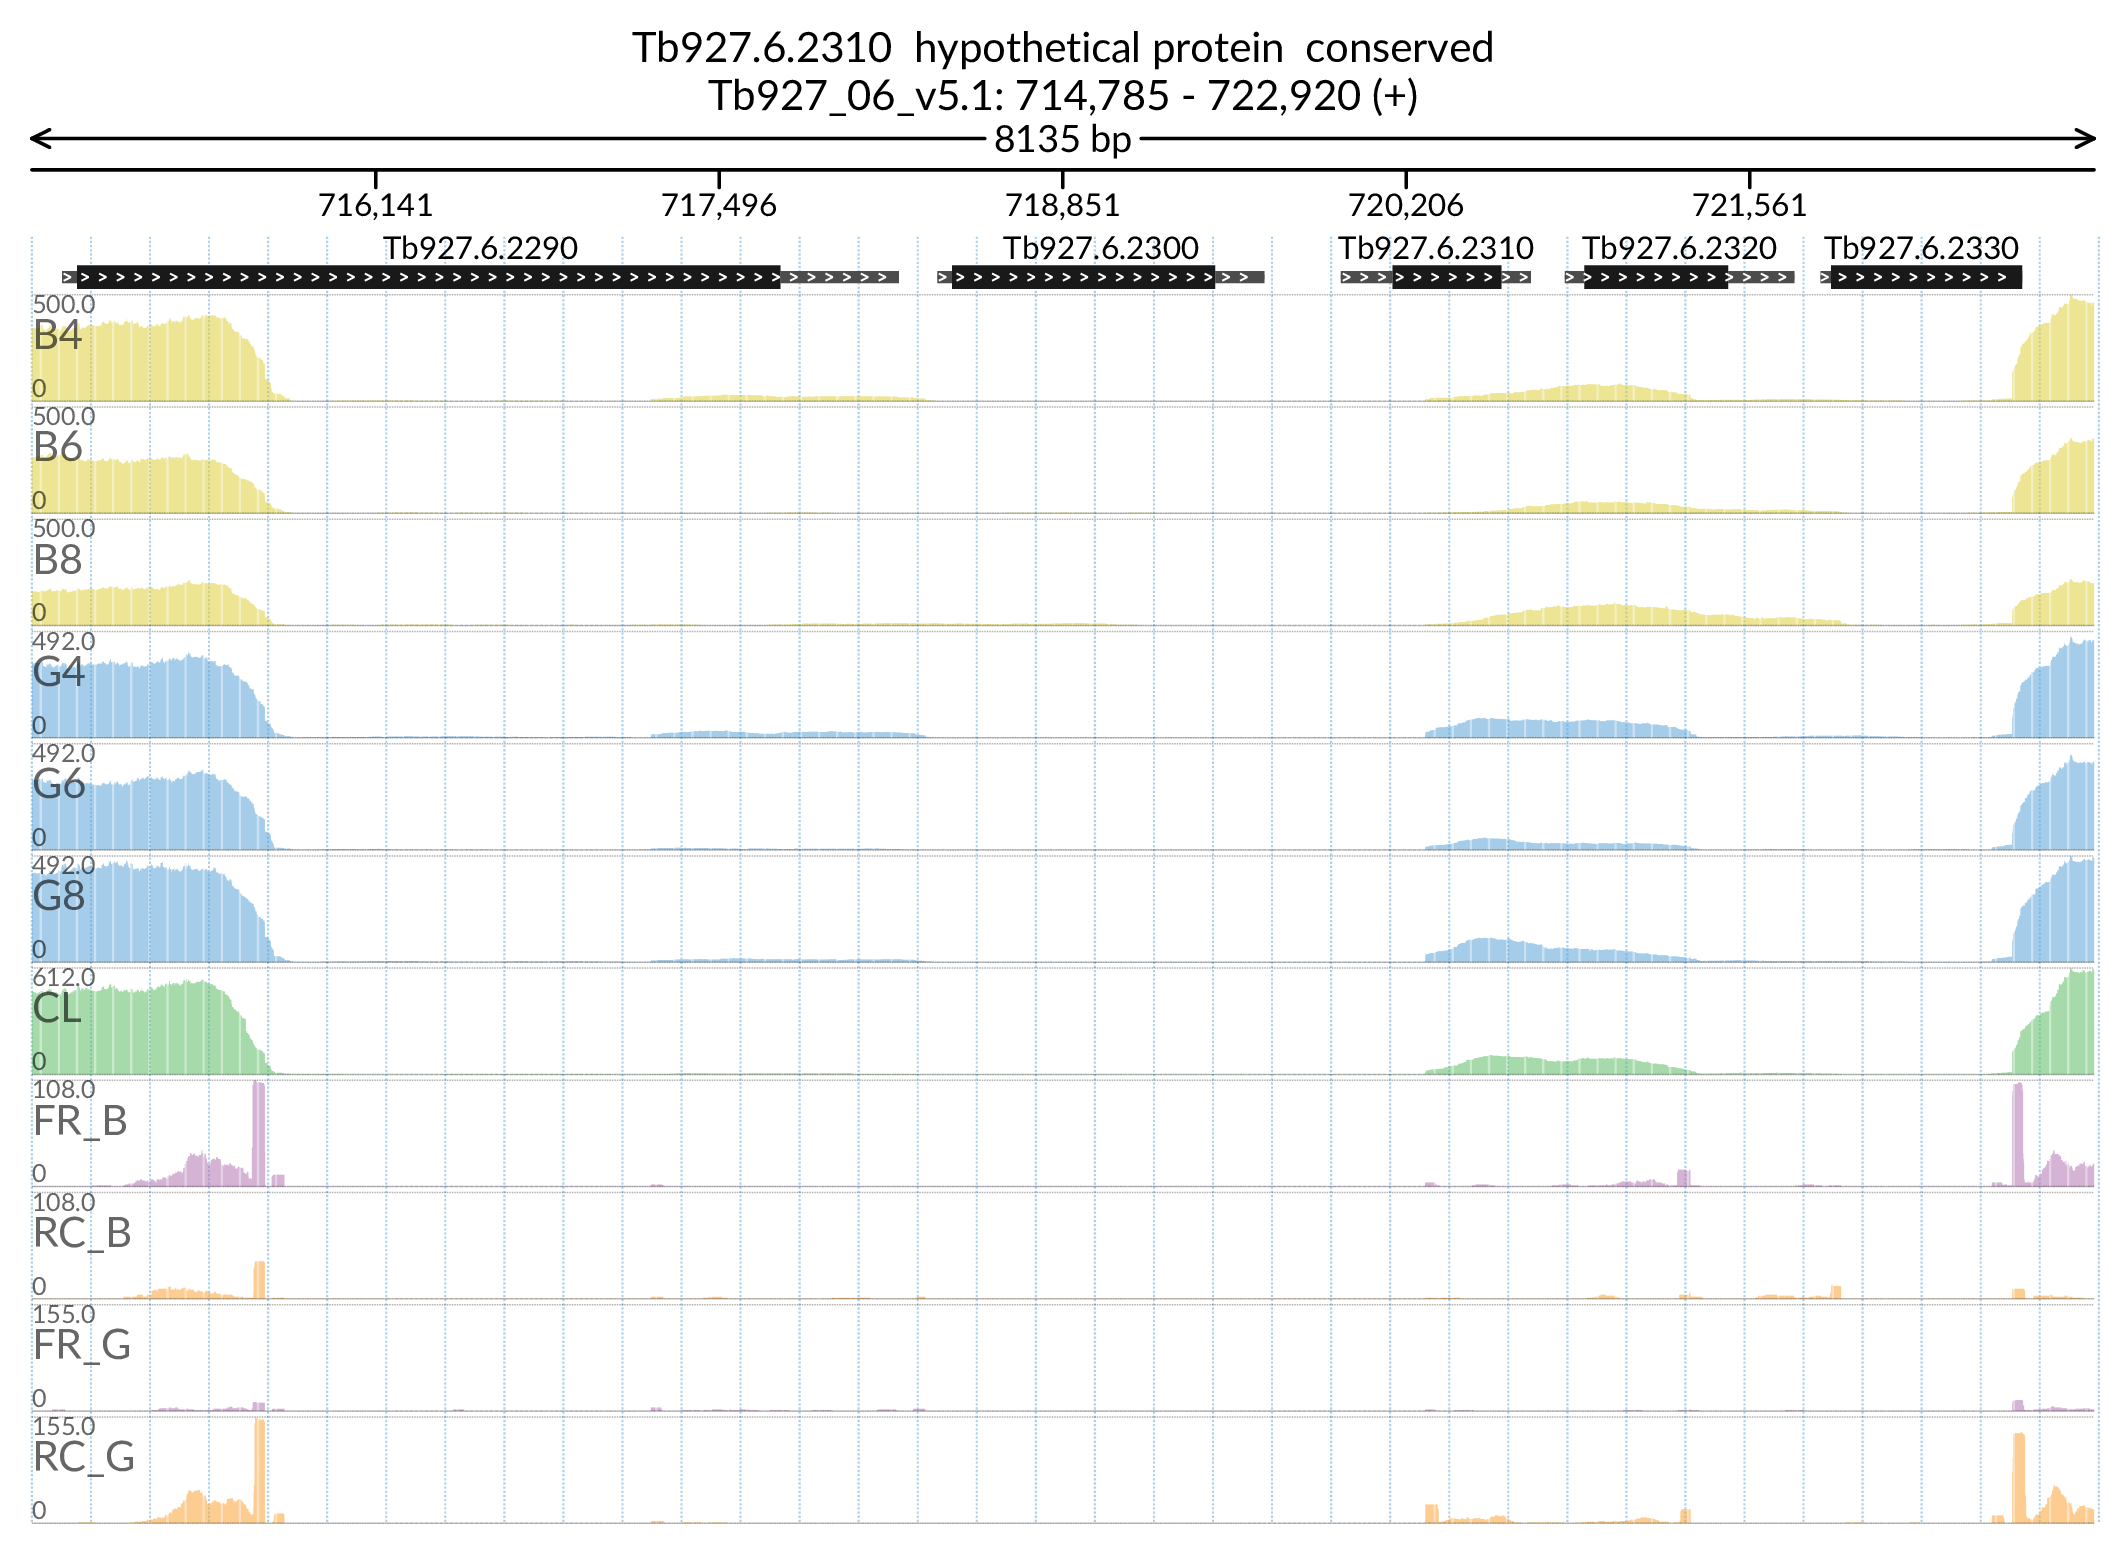 Tb927.6.2310 hypothetical protein conserved
Tb927_06_v5.1: 714,785 - 722,920 (+)
8135 bp
716,141 717,496 718,851 720,206 721,561
Tb927.6.2290 Tb927.6.2300 Tb927.6.2310 Tb927.6.2320 Tb927.6.2330
500.0
B4
0
500.0
B6
0
500.0
B8
0
492.0
G4
0
492.0
G6
0
492.0
G8
0
612.0
CL
0
108.0
FR_B
0
108.0
RC_B
0
155.0
FR_G
0
155.0
RC_G
0